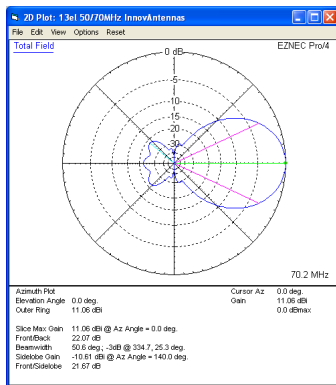 2D Plot: 13el 50/70MHz InnovAntennas
File Edit View Options Reset
Total Field
EZNEC Pro/4
0 dB
-5
-10
-15
-20
-30
70.2 MHz
Azimuth Plot
Cursor Az 0.0 deg.
Elevation Angle 0.0 deg.
Gain 11.06 dBi
Outer Ring 11.06 dBi
0.0 dBmax
Slice Max Gain 11.06 dBi @ Az Angle = 0.0 deg.
Front/Back 22.07 dB
Beamwidth 50.6 deg.; -3dB @ 334.7, 25.3 deg.
Sidelobe Gain -10.61 dBi @ Az Angle = 140.0 deg.
Front/Sidelobe 21.67 dB